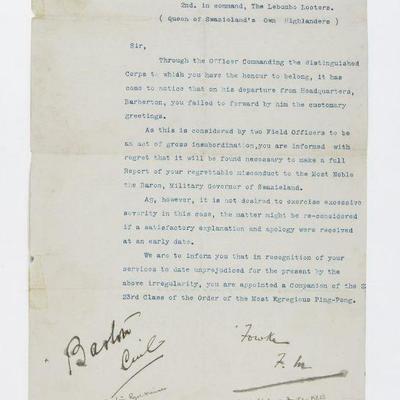 2nd. in command, The Lebombo Looters.
( Queen of Swazieland's Own Highlanders )
Sir,
Through the Officer Commanding the distinguished
Corps to which you have the honour to belong, it has
come to notice that on his departure from Headquarters,
Barberton, you failed to forward by him the customary
greetings.
As this is considered by two Field Officers to be
an act of gross insubordination,you are informed with
regret that it will be found necessary to make a full
Report of your regrettable misconduct to the Most Noble
the Baron, Military Governor of Swazieland.
As, however, it is not desired to exercise excessive
severity in this case, the matter might be re-considered
if a satisfactory explanation and apology were received
at an early date.
We are to inform you that in recognition of your
services to date unprejudiced for the present by the
above irregularity, you are appointed a Companion of the
23rd Class of the Order of the Most Egregious Ping-Pong.
Barton
Civil
Fowke